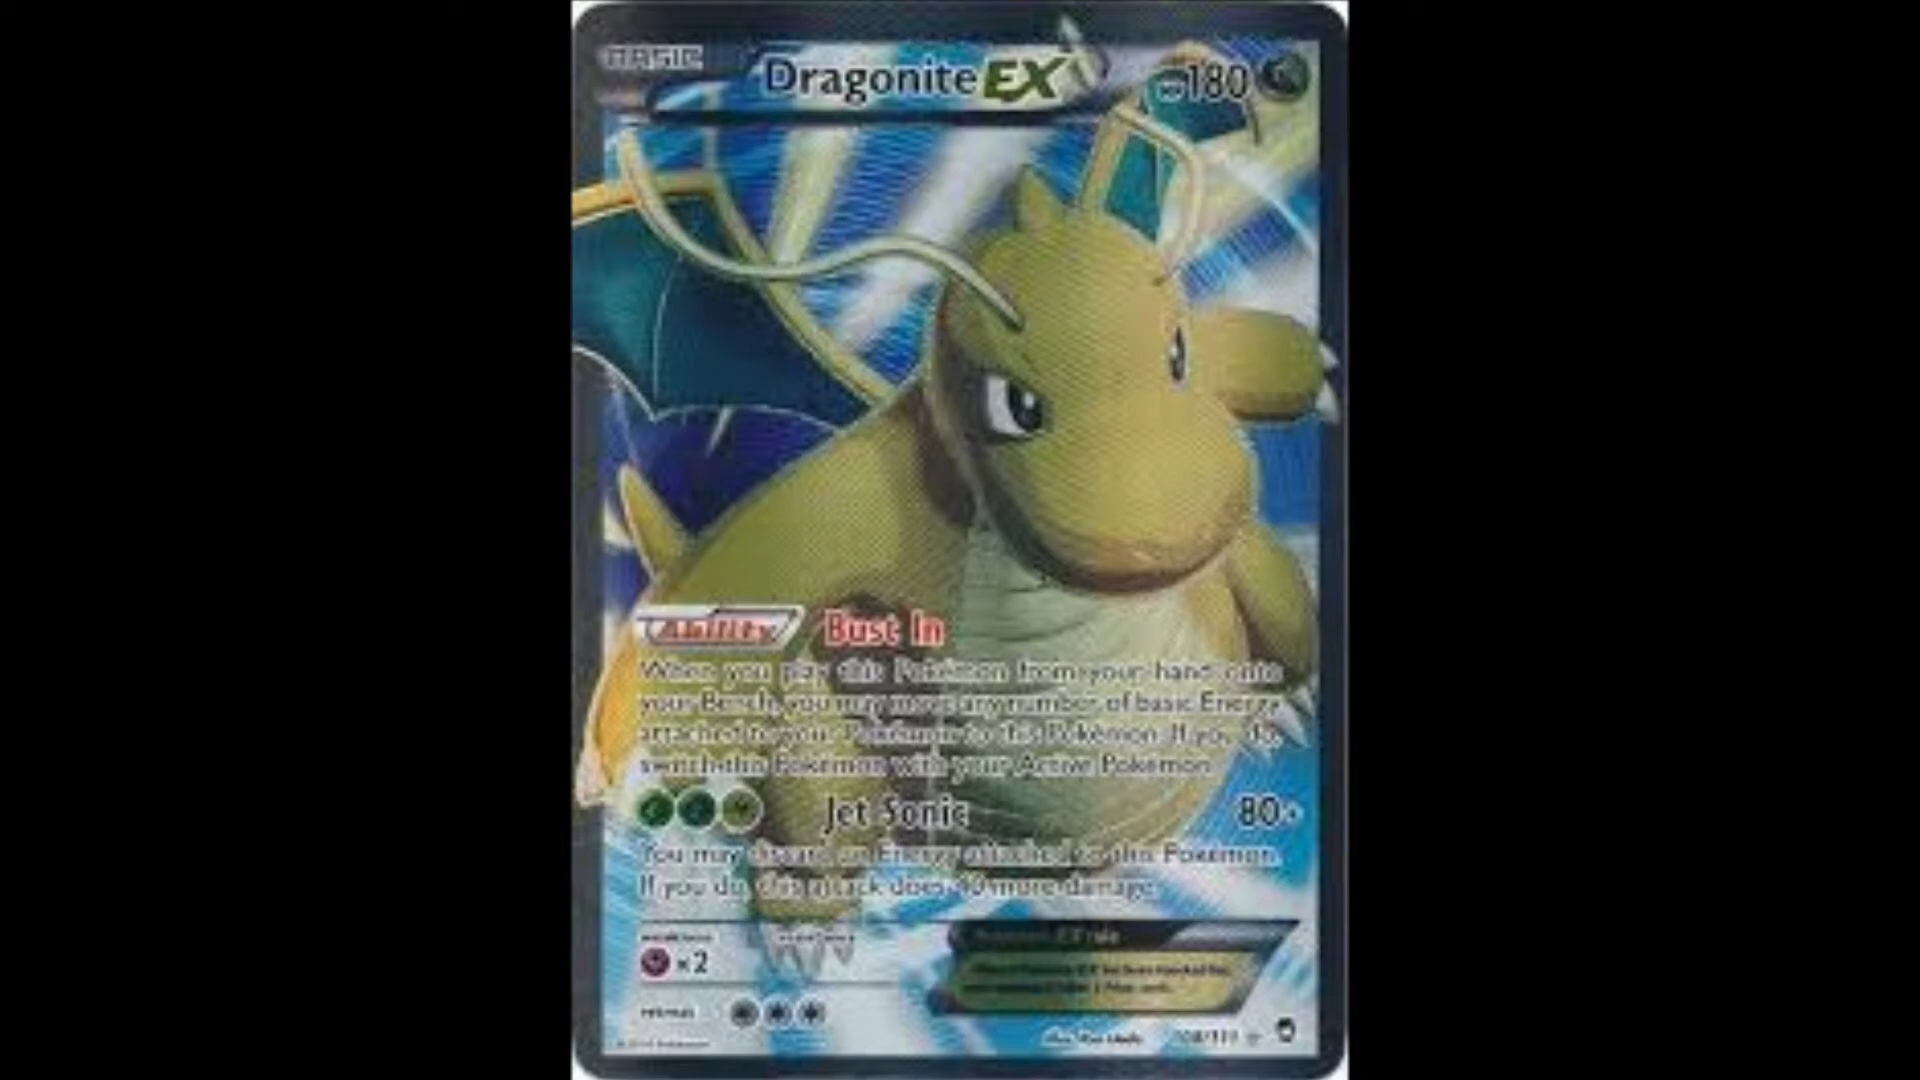 BASIC
Dragonite EX 180
Ability Bust In
When you play this Pokémon from your hand onto
your Bench, you may move any number of basic Energy
attached to your Pokémon to this Pokémon. If you do,
switch this Pokémon with your Active Pokémon.
Jet Sonic 80+
You may discard an Energy attached to this Pokémon.
If you do, this attack does 40 more damage.
×2